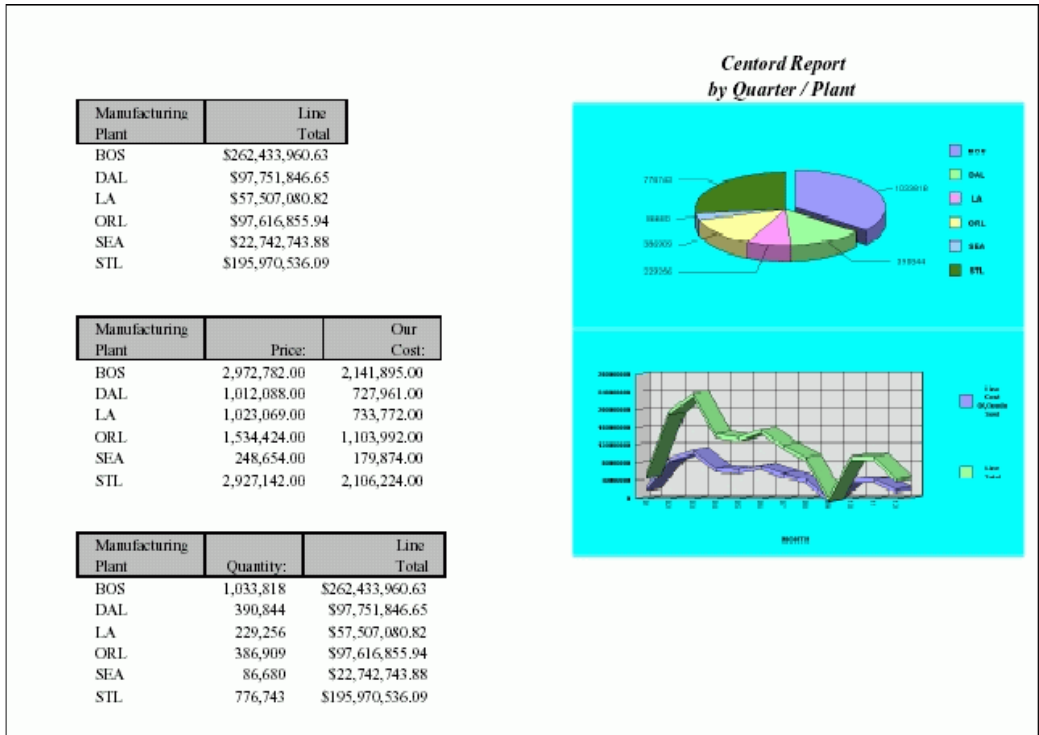 Centord Report
by Quarter / Plant
Manufacturing Line
Plant Total
BOS $262,433,960.63
DAL $97,751,846.65
LA $57,507,080.82
ORL $97,616,855.94
SEA $22,742,743.88
STL $195,970,536.09
Manufacturing Our
Plant Price: Cost:
BOS 2,972,782.00 2,141,895.00
DAL 1,012,088.00 727,961.00
LA 1,023,069.00 733,772.00
ORL 1,534,424.00 1,103,992.00
SEA 248,654.00 179,874.00
STL 2,927,142.00 2,106,224.00
Manufacturing Line
Plant Quantity: Total
BOS 1,033,818 $262,433,960.63
DAL 390,844 $97,751,846.65
LA 229,256 $57,507,080.82
ORL 386,909 $97,616,855.94
SEA 86,680 $22,742,743.88
STL 776,743 $195,970,536.09
776743
1033818
229256
BOS
DAL
LA
ORL
SEA
STL
0
MONTH
Line
Line
Total